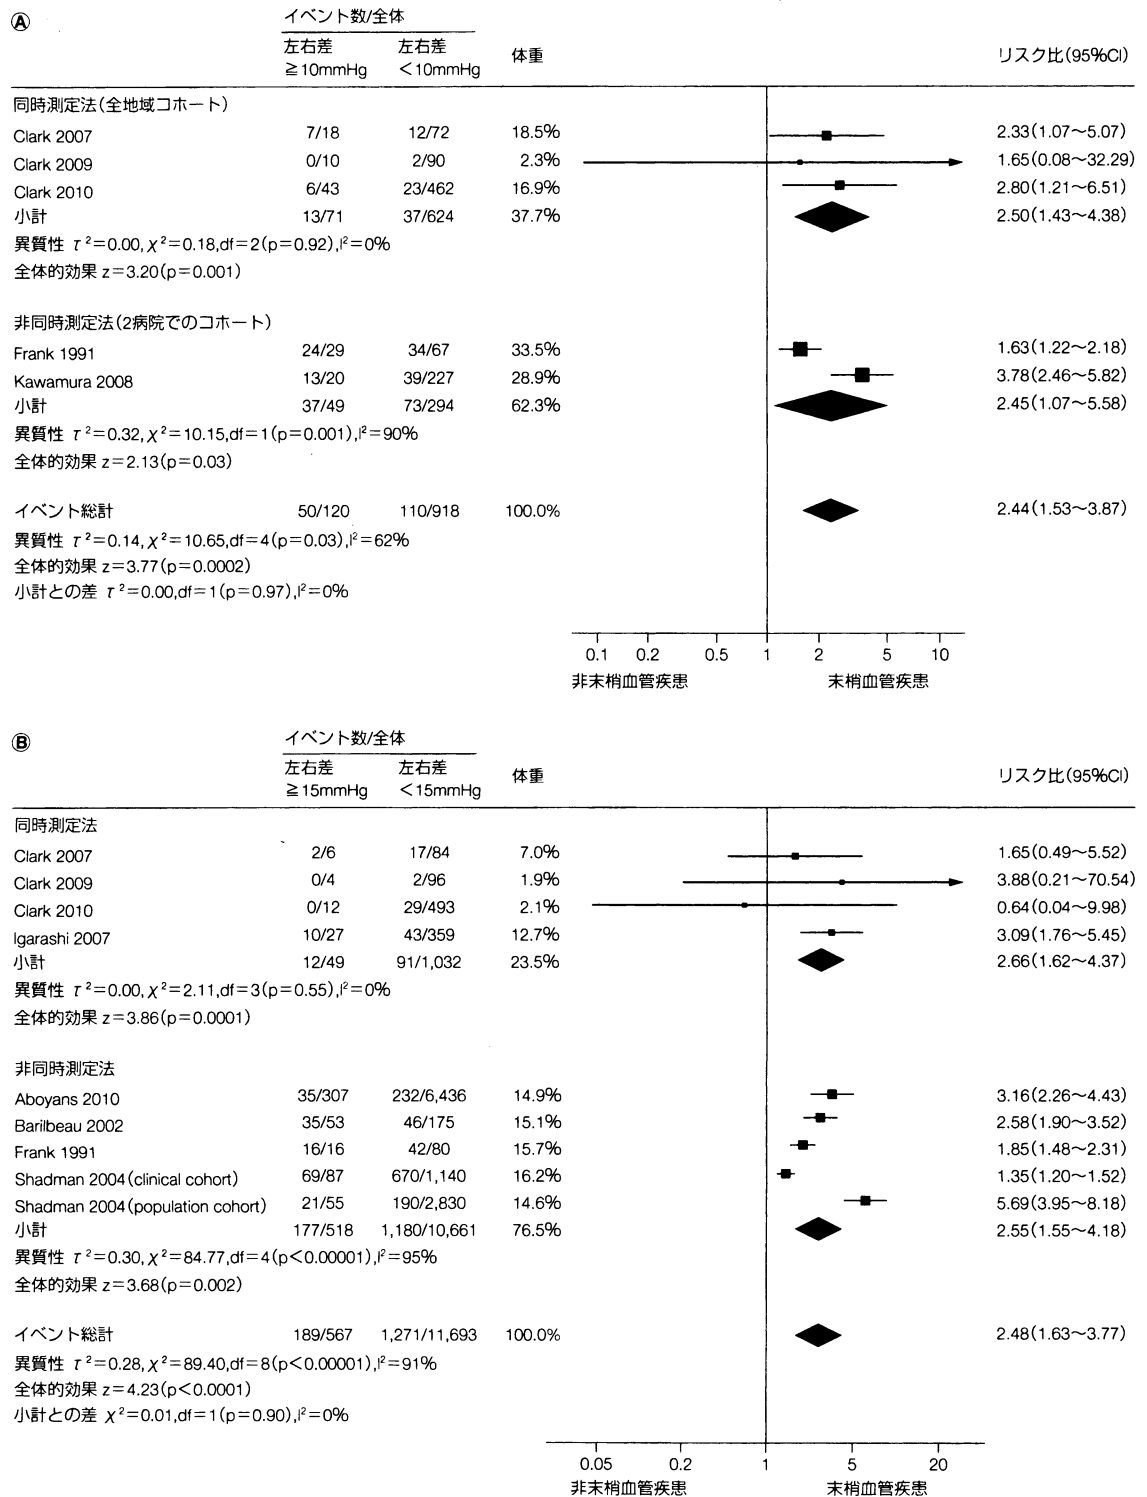 Ⓐ
イベント数/全体
左右差 左右差 体重 リスク比(95%CI)
≧10mmHg <10mmHg
同時測定法(全地域コホート)
Clark 2007 7/18 12/72 18.5% 2.33(1.07〜5.07)
Clark 2009 0/10 2/90 2.3% 1.65(0.08〜32.29)
Clark 2010 6/43 23/462 16.9% 2.80(1.21〜6.51)
小計 13/71 37/624 37.7% 2.50(1.43〜4.38)
異質性 τ²=0.00,χ²=0.18,df=2(p=0.92),I²=0%
全体的効果 z=3.20(p=0.001)
非同時測定法(2病院でのコホート)
Frank 1991 24/29 34/67 33.5% 1.63(1.22〜2.18)
Kawamura 2008 13/20 39/227 28.9% 3.78(2.46〜5.82)
小計 37/49 73/294 62.3% 2.45(1.07〜5.58)
異質性 τ²=0.32,χ²=10.15,df=1(p=0.001),I²=90%
全体的効果 z=2.13(p=0.03)
イベント総計 50/120 110/918 100.0% 2.44(1.53〜3.87)
異質性 τ²=0.14,χ²=10.65,df=4(p=0.03),I²=62%
全体的効果 z=3.77(p=0.0002)
小計との差 τ²=0.00,df=1(p=0.97),I²=0%
0.1 0.2 0.5 1 2 5 10
非末梢血管疾患 末梢血管疾患
Ⓑ
イベント数/全体
左右差 左右差 体重 リスク比(95%CI)
≧15mmHg <15mmHg
同時測定法
Clark 2007 2/6 17/84 7.0% 1.65(0.49〜5.52)
Clark 2009 0/4 2/96 1.9% 3.88(0.21〜70.54)
Clark 2010 0/12 29/493 2.1% 0.64(0.04〜9.98)
Igarashi 2007 10/27 43/359 12.7% 3.09(1.76〜5.45)
小計 12/49 91/1,032 23.5% 2.66(1.62〜4.37)
異質性 τ²=0.00,χ²=2.11,df=3(p=0.55),I²=0%
全体的効果 z=3.86(p=0.0001)
非同時測定法
Aboyans 2010 35/307 232/6,436 14.9% 3.16(2.26〜4.43)
Barilbeau 2002 35/53 46/175 15.1% 2.58(1.90〜3.52)
Frank 1991 16/16 42/80 15.7% 1.85(1.48〜2.31)
Shadman 2004(clinical cohort) 69/87 670/1,140 16.2% 1.35(1.20〜1.52)
Shadman 2004(population cohort) 21/55 190/2,830 14.6% 5.69(3.95〜8.18)
小計 177/518 1,180/10,661 76.5% 2.55(1.55〜4.18)
異質性 τ²=0.30,χ²=84.77,df=4(p<0.00001),I²=95%
全体的効果 z=3.68(p=0.002)
イベント総計 189/567 1,271/11,693 100.0% 2.48(1.63〜3.77)
異質性 τ²=0.28,χ²=89.40,df=8(p<0.00001),I²=91%
全体的効果 z=4.23(p<0.0001)
小計との差 χ²=0.01,df=1(p=0.90),I²=0%
0.05 0.2 1 5 20
非末梢血管疾患 末梢血管疾患